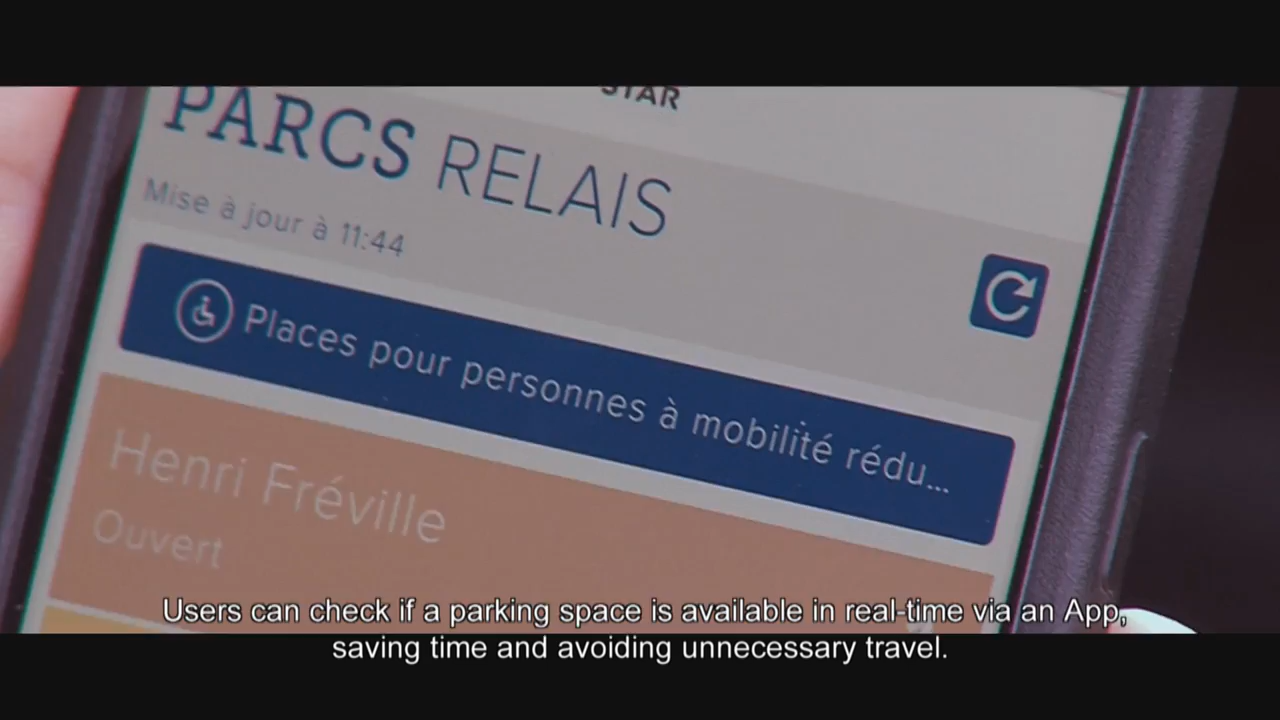 STAR
PARCS RELAIS
Mise à jour à 11:44
Places pour personnes à mobilité rédu...
Henri Fréville
Ouvert
Users can check if a parking space is available in real-time via an App,
saving time and avoiding unnecessary travel.